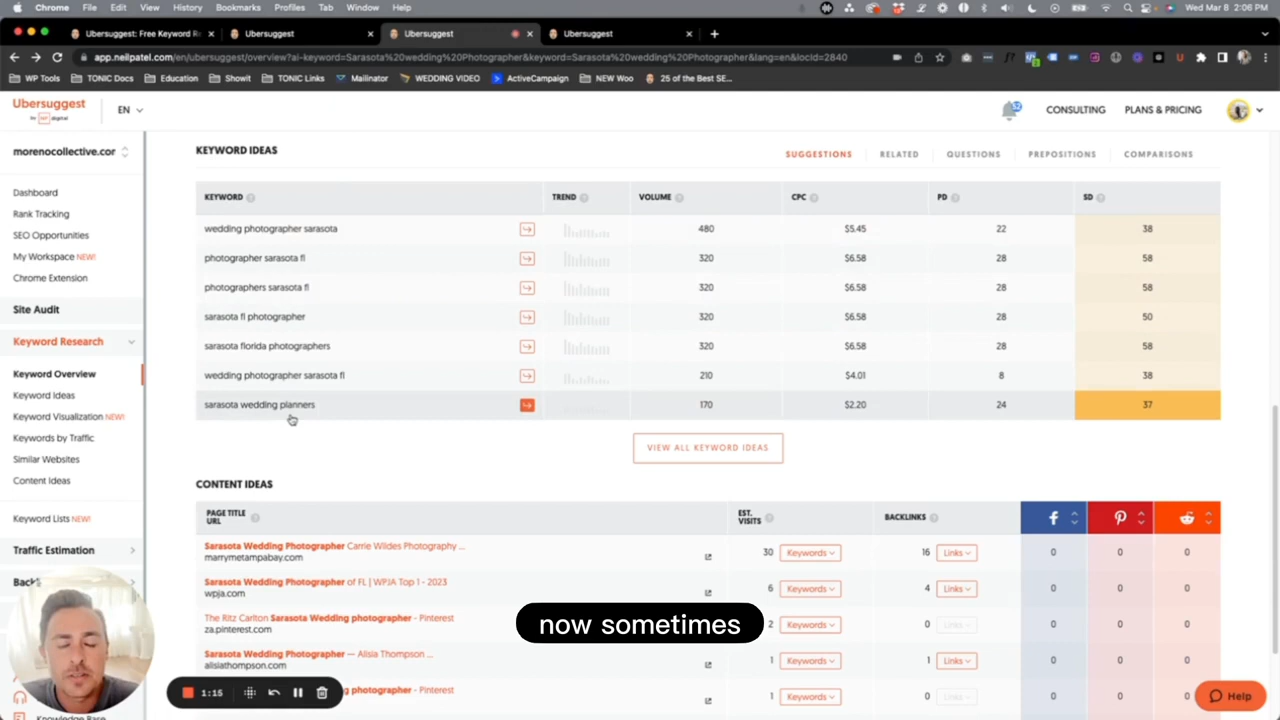 Chrome File Edit View History Bookmarks Profiles Tab Window Help Wed Mar 8 2:06 PM
Ubersuggest: Free Keyword R Ubersuggest Ubersuggest Ubersuggest
app.neilpatel.com/en/ubersuggest/overview?ai-keyword=Sarasota%20wedding%20Photographer&keyword=Sarasota%20wedding%20Photographer&lang=en&locId=2840
WP Tools TONIC Docs Education Showit TONIC Links Mailinator WEDDING VIDEO ActiveCampaign NEW Woo 25 of the Best SE...
Ubersuggest
by NP digital
EN
52
CONSULTING PLANS & PRICING
morenocollective.com
Dashboard
Rank Tracking
SEO Opportunities
My Workspace NEW!
Chrome Extension
Site Audit
Keyword Research
Keyword Overview
Keyword Ideas
Keyword Visualization NEW!
Keywords by Traffic
Similar Websites
Content Ideas
Keyword Lists NEW!
Traffic Estimation
Backl
Knowledge Base
KEYWORD IDEAS
SUGGESTIONS RELATED QUESTIONS PREPOSITIONS COMPARISONS
KEYWORD TREND VOLUME CPC PD SD
wedding photographer sarasota 480 $5.45 22 38
photographer sarasota fl 320 $6.58 28 58
photographers sarasota fl 320 $6.58 28 58
sarasota fl photographer 320 $6.58 28 50
sarasota florida photographers 320 $6.58 28 58
wedding photographer sarasota fl 210 $4.01 8 38
sarasota wedding planners 170 $2.20 24 37
VIEW ALL KEYWORD IDEAS
CONTENT IDEAS
PAGE TITLE
URL
EST.
VISITS
BACKLINKS
Sarasota Wedding Photographer Carrie Wildes Photography ...
marrymetampabay.com
30 Keywords 16 Links 0 0 0
Sarasota Wedding Photographer of FL | WPJA Top 1 - 2023
wpja.com
6 Keywords 4 Links 0 0 0
The Ritz Carlton Sarasota Wedding photographer - Pinterest
za.pinterest.com
2 Keywords 0 Links 0 0 0
Sarasota Wedding Photographer — Alisia Thompson ...
alisiathompson.com
1 Keywords 1 Links 0 0 0
ng photographer - Pinterest
1 Keywords 0 Links 0 0 0
now sometimes
1:15
Help